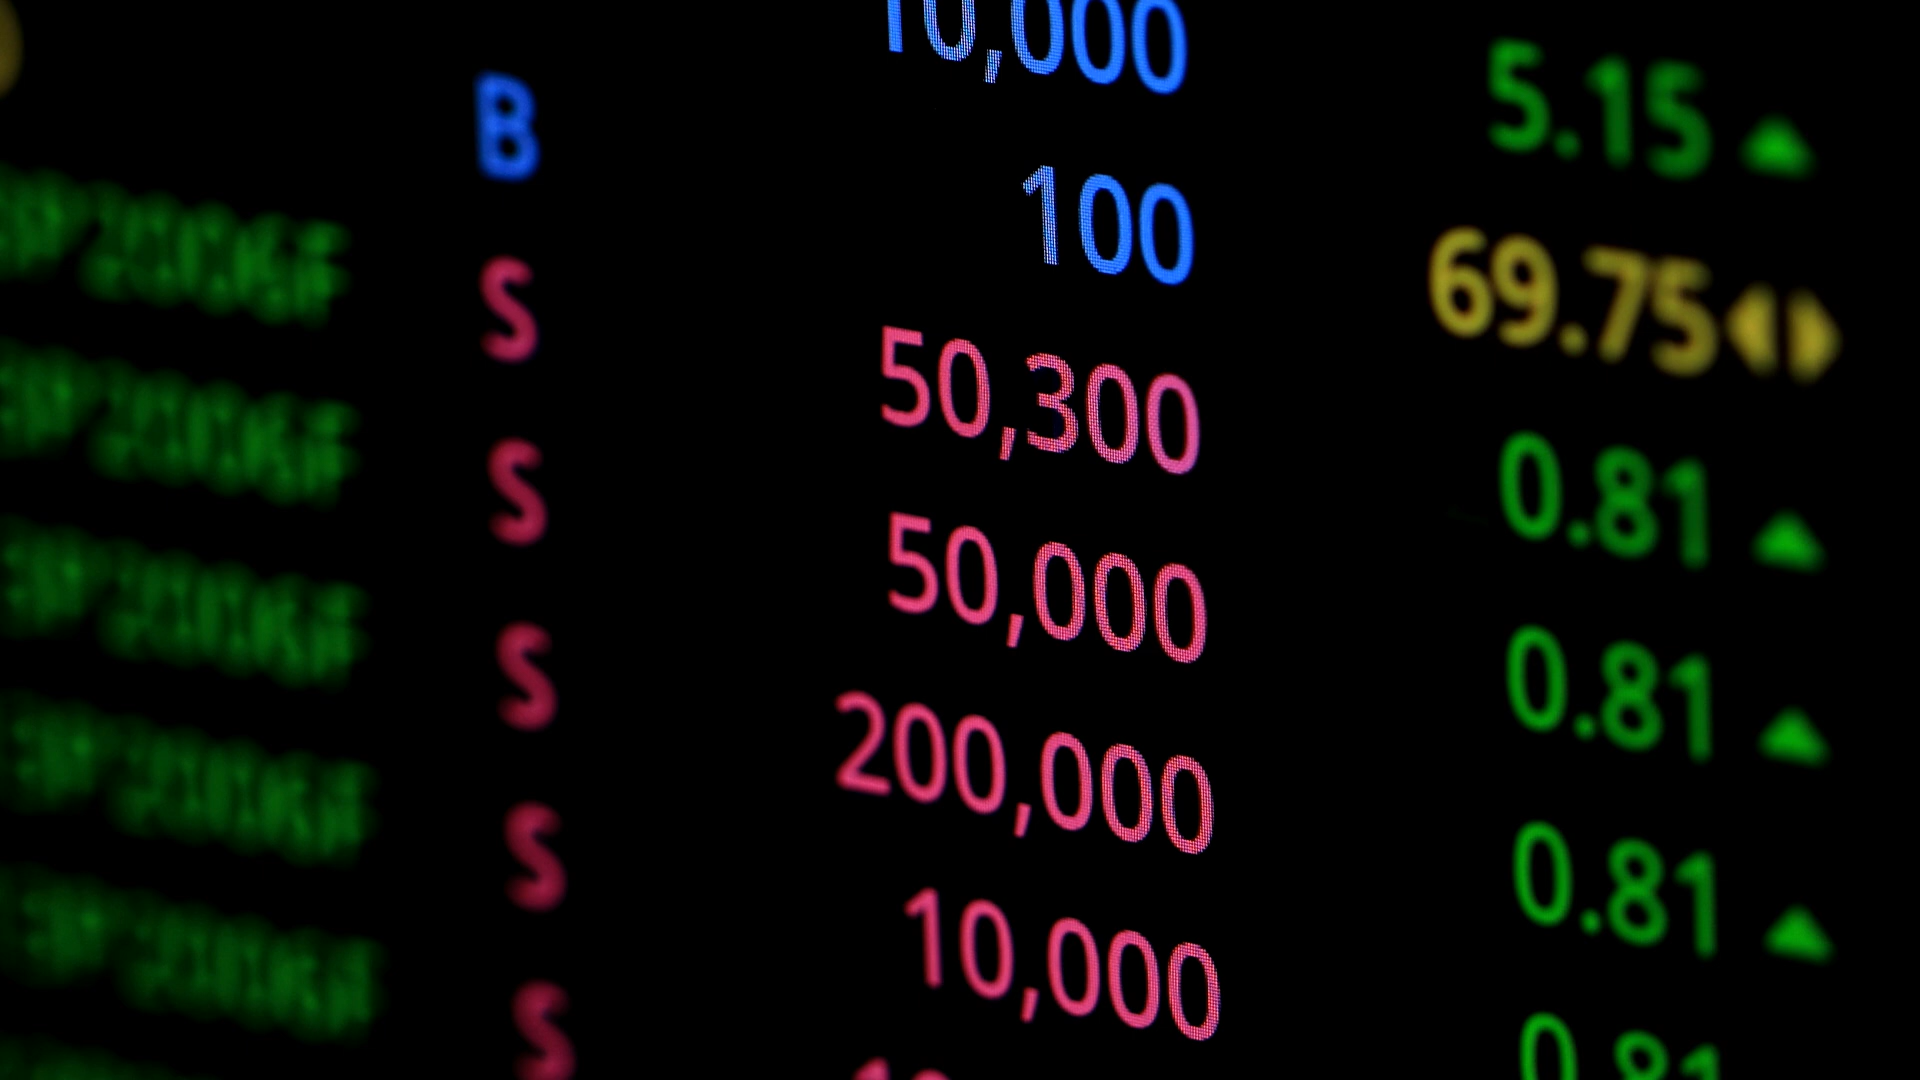 10,000 5.15 ▲
B 100 69.75 ◀▶
S 50,300 0.81 ▲
S 50,000 0.81 ▲
S 200,000 0.81 ▲
S 10,000 0.81
S